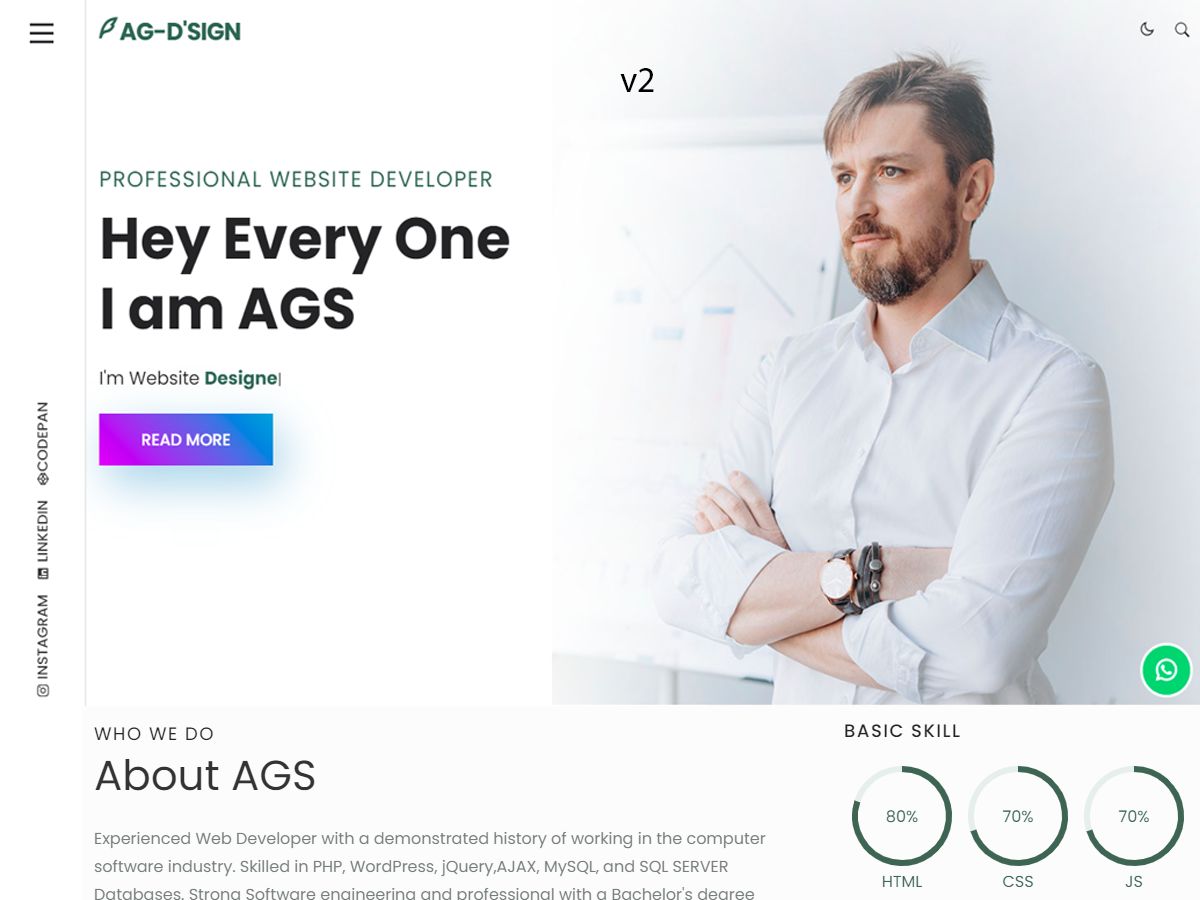 AG-D'SIGN
v2
PROFESSIONAL WEBSITE DEVELOPER
Hey Every One
I am AGS
I'm Website Designe|
READ MORE
@CODEPAN
LINKEDIN
INSTAGRAM
WHO WE DO
About AGS
Experienced Web Developer with a demonstrated history of working in the computer
software industry. Skilled in PHP, WordPress, jQuery,AJAX, MySQL, and SQL SERVER
Databases. Strong Software engineering and professional with a Bachelor's degree
BASIC SKILL
80% 70% 70%
HTML CSS JS